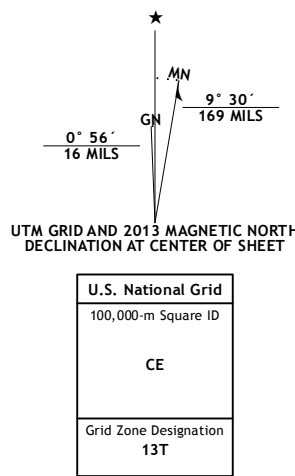 ★
MN
GN
9° 30´
169 MILS
0° 56´
16 MILS
UTM GRID AND 2013 MAGNETIC NORTH
DECLINATION AT CENTER OF SHEET
U.S. National Grid
100,000-m Square ID
CE
Grid Zone Designation
13T